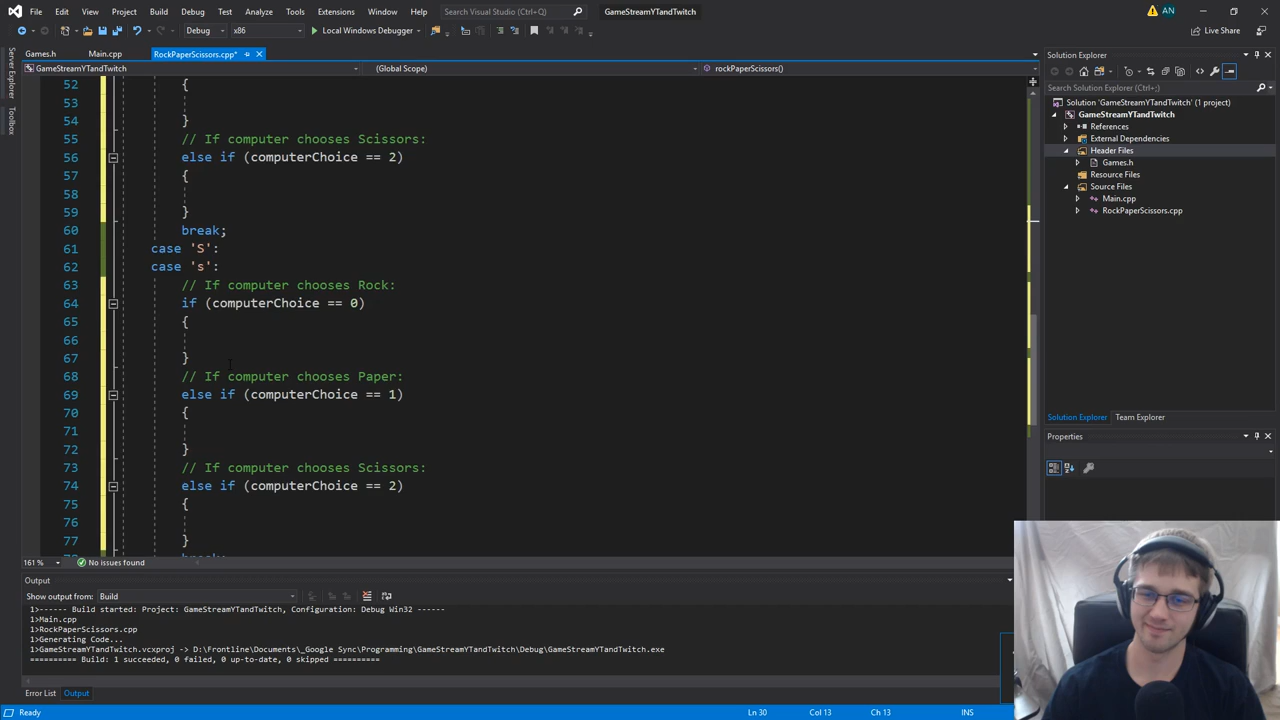 File Edit View Project Build Debug Test Analyze Tools Extensions Window Help Search Visual Studio (Ctrl+Q) GameStreamYTandTwitch AN
Debug x86 Local Windows Debugger Live Share
Server Explorer
Toolbox
Games.h Main.cpp RockPaperScissors.cpp*
GameStreamYTandTwitch (Global Scope) rockPaperScissors()
52 {
53
54 }
55 // If computer chooses Scissors:
56 else if (computerChoice == 2)
57 {
58
59 }
60 break;
61 case 'S':
62 case 's':
63 // If computer chooses Rock:
64 if (computerChoice == 0)
65 {
66
67 }
68 // If computer chooses Paper:
69 else if (computerChoice == 1)
70 {
71
72 }
73 // If computer chooses Scissors:
74 else if (computerChoice == 2)
75 {
76
77 }
161 % No issues found
Output
Show output from: Build
1>------ Build started: Project: GameStreamYTandTwitch, Configuration: Debug Win32 ------
1>Main.cpp
1>RockPaperScissors.cpp
1>Generating Code...
1>GameStreamYTandTwitch.vcxproj -> D:\Frontline\Documents\_Google Sync\Programming\GameStreamYTandTwitch\Debug\GameStreamYTandTwitch.exe
========== Build: 1 succeeded, 0 failed, 0 up-to-date, 0 skipped ==========
Error List Output
Ready Ln 30 Col 13 Ch 13 INS
Solution Explorer
Search Solution Explorer (Ctrl+;)
Solution 'GameStreamYTandTwitch' (1 project)
GameStreamYTandTwitch
References
External Dependencies
Header Files
Games.h
Resource Files
Source Files
Main.cpp
RockPaperScissors.cpp
Solution Explorer Team Explorer
Properties